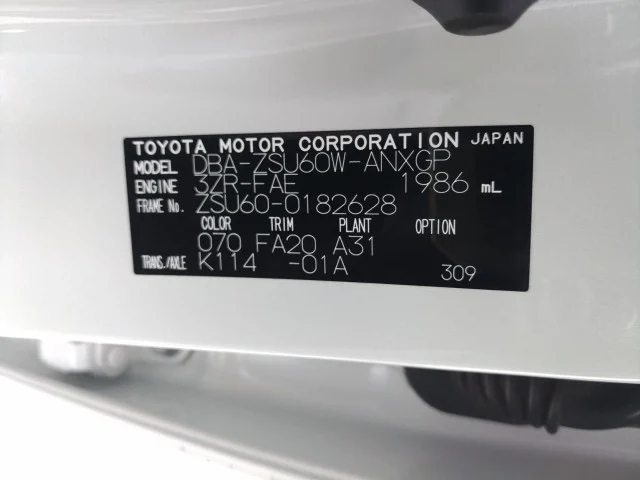 TOYOTA MOTOR CORPORATION JAPAN
MODEL DBA-ZSU60W-ANXGP
ENGINE 3ZR-FAE 1986 mL
FRAME No. ZSU60-0182628
COLOR TRIM PLANT OPTION
070 FA20 A31
TRANS./AXLE K114 -01A 309